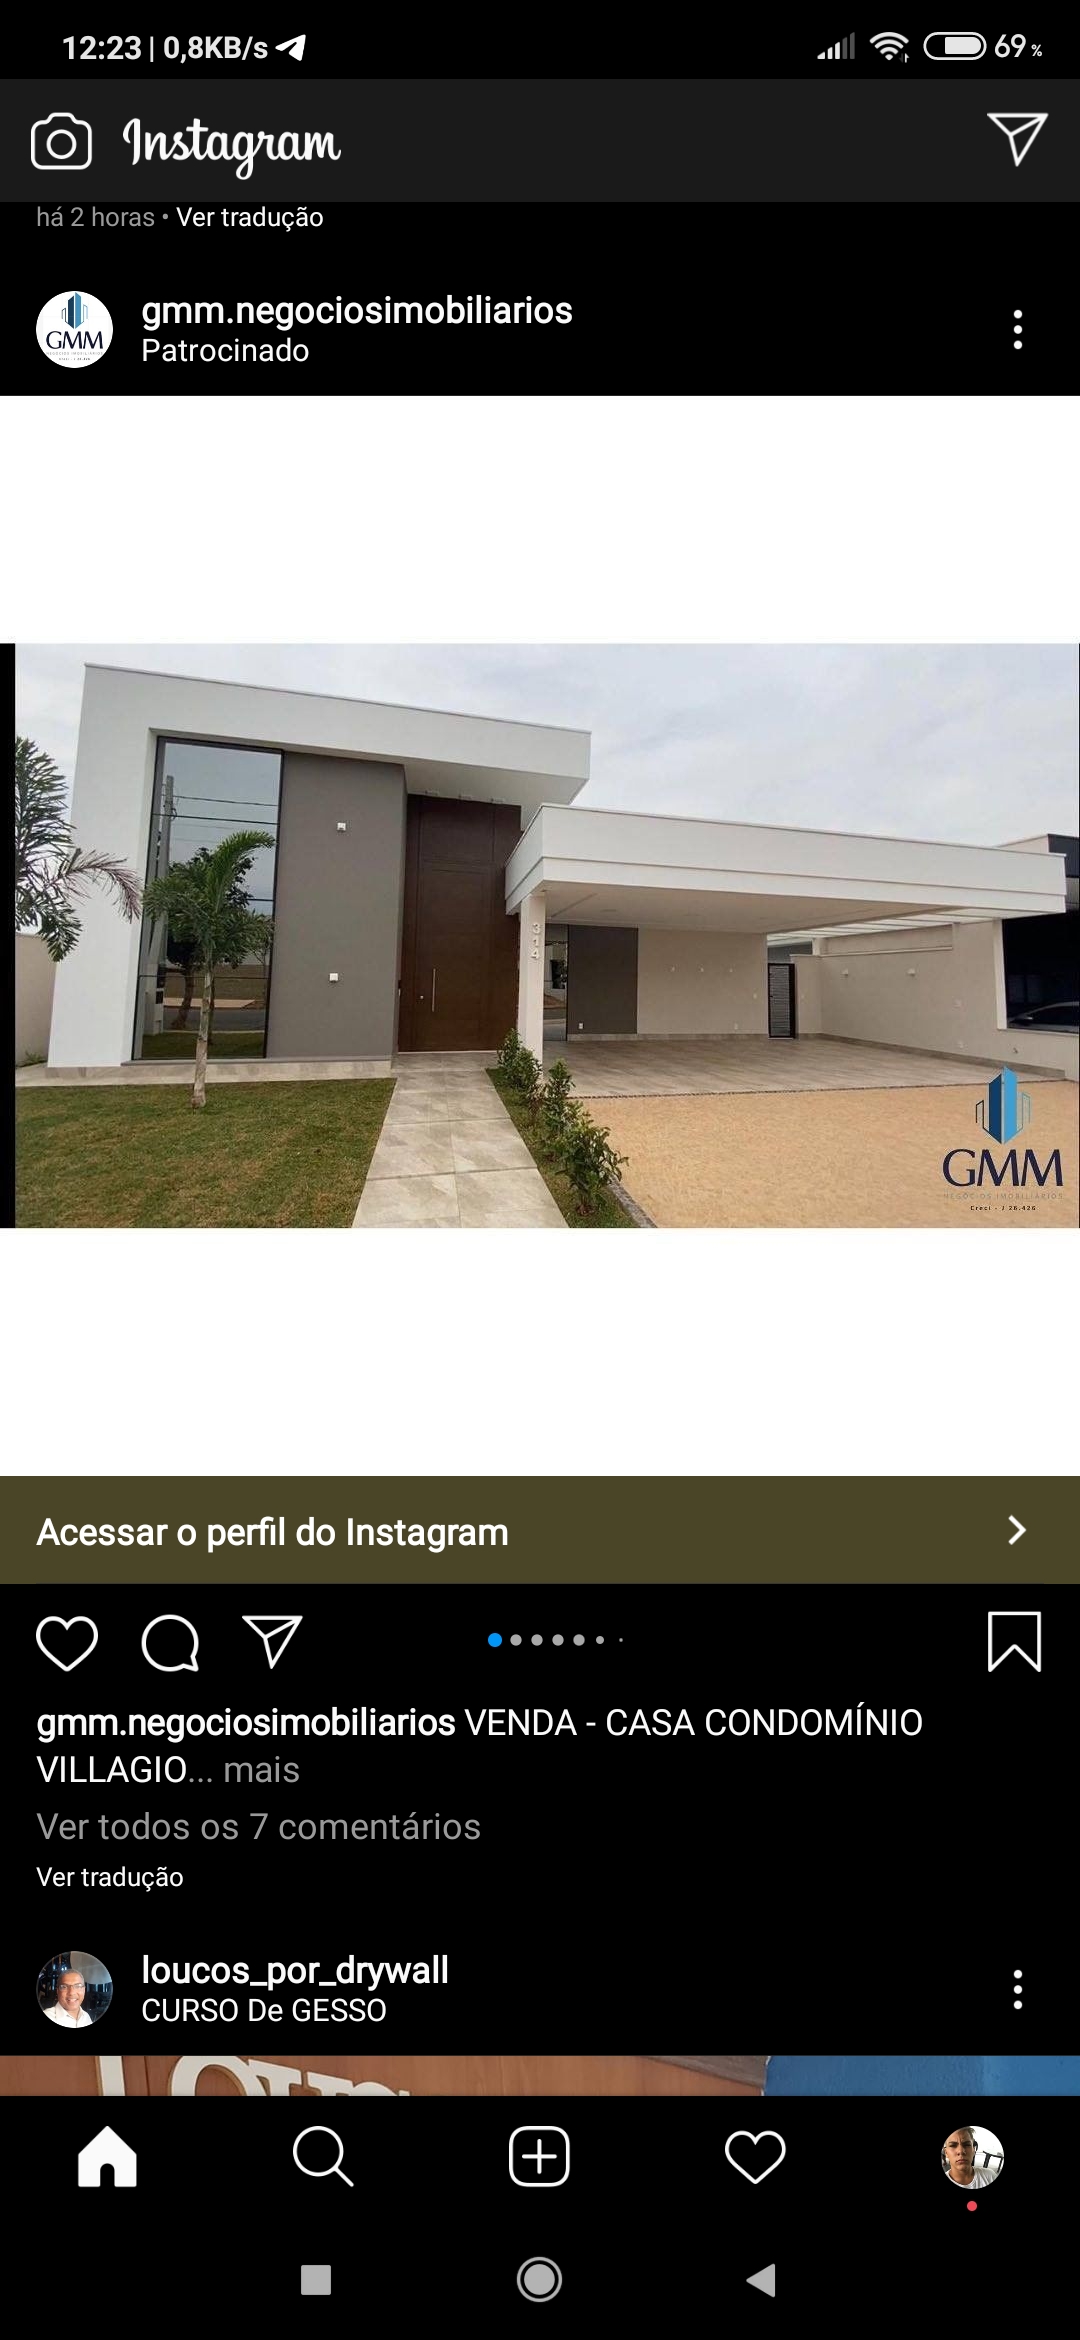 12:23 | 0,8KB/s
69%
Instagram
há 2 horas • Ver tradução
gmm.negociosimobiliarios
Patrocinado
GMM
314
GMM
NEGÓCIOS IMOBILIÁRIOS
Creci - J 26.426
Acessar o perfil do Instagram
gmm.negociosimobiliarios VENDA - CASA CONDOMÍNIO
VILLAGIO... mais
Ver todos os 7 comentários
Ver tradução
loucos_por_drywall
CURSO De GESSO